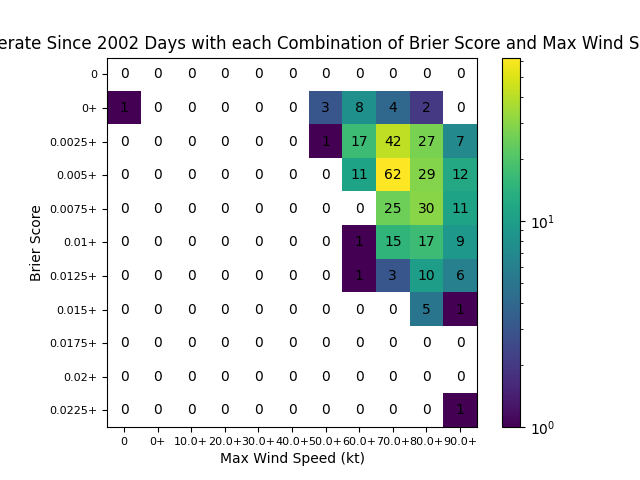 erate Since 2002 Days with each Combination of Brier Score and Max Wind S
0 0 0 0 0 0 0 0 0 0 0 0
0+ 1 0 0 0 0 0 3 8 4 2 0
0.0025+ 0 0 0 0 0 0 1 17 42 27 7
0.005+ 0 0 0 0 0 0 0 11 62 29 12
0.0075+ 0 0 0 0 0 0 0 0 25 30 11
0.01+ 0 0 0 0 0 0 0 1 15 17 9
0.0125+ 0 0 0 0 0 0 0 1 3 10 6
0.015+ 0 0 0 0 0 0 0 0 0 5 1
0.0175+ 0 0 0 0 0 0 0 0 0 0 0
0.02+ 0 0 0 0 0 0 0 0 0 0 0
0.0225+ 0 0 0 0 0 0 0 0 0 0 1
0 0+ 10.0+ 20.0+ 30.0+ 40.0+ 50.0+ 60.0+ 70.0+ 80.0+ 90.0+
Max Wind Speed (kt)
Brier Score
10¹
10⁰